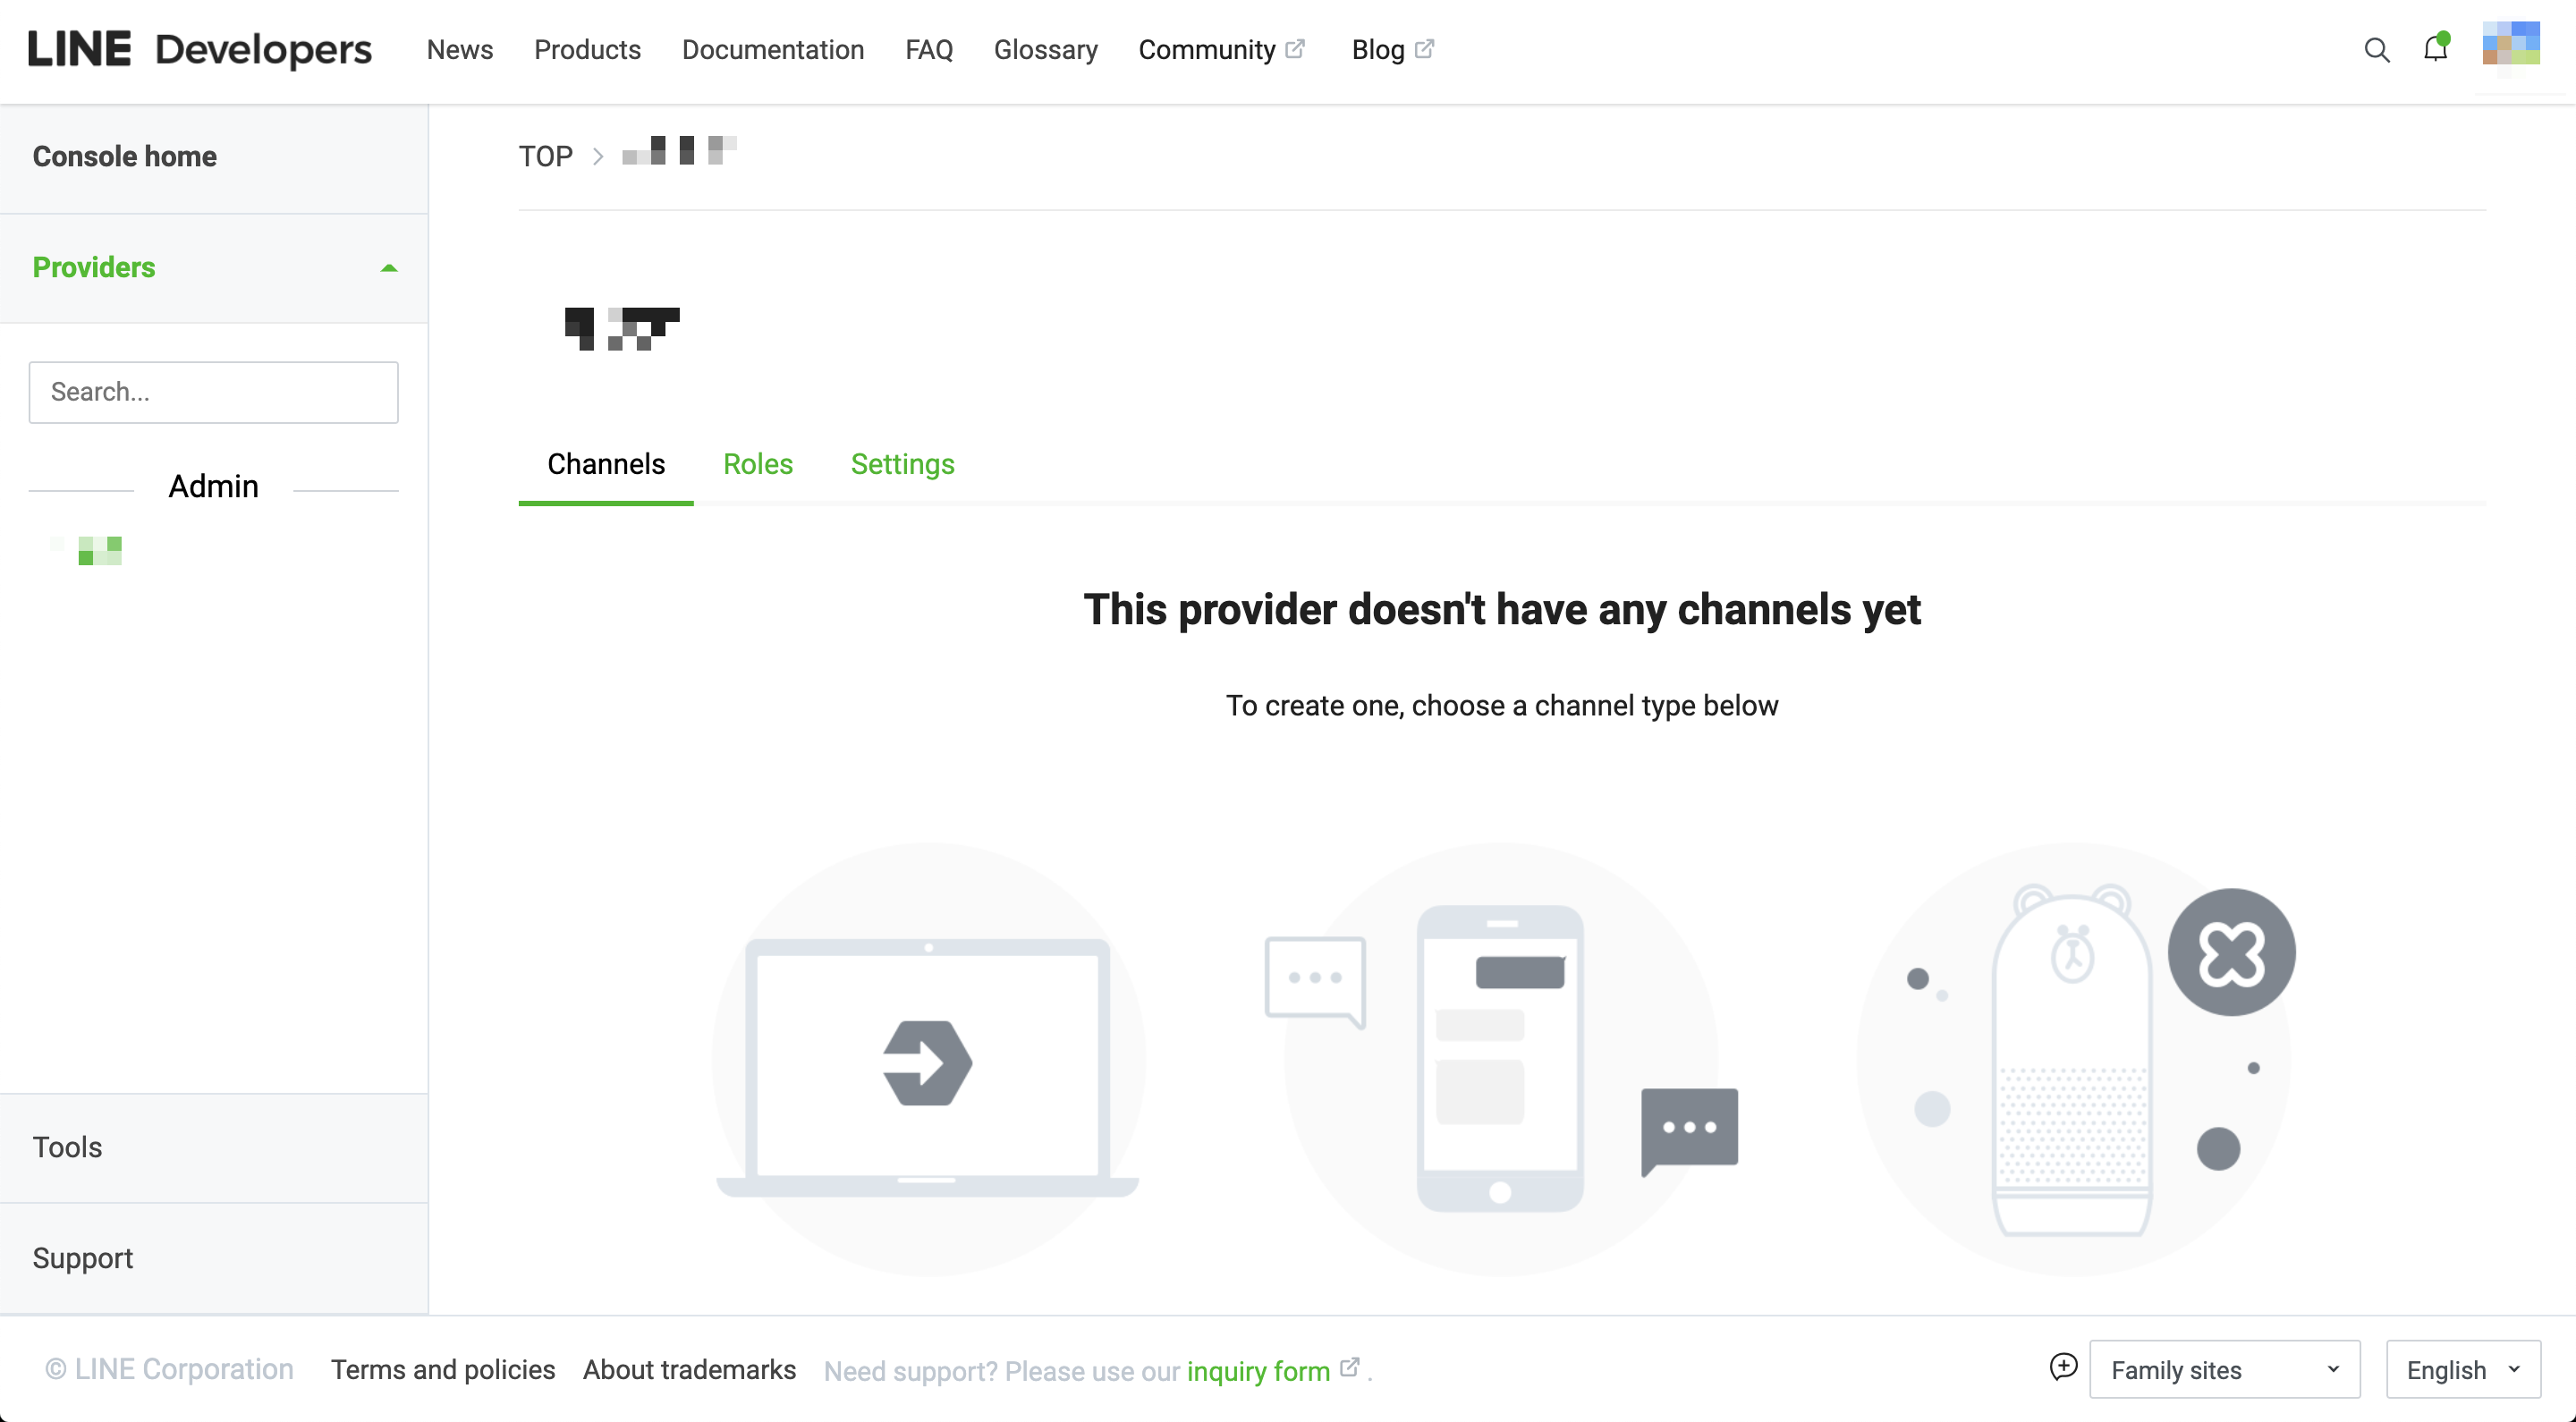 LINE Developers News Products Documentation FAQ Glossary Community Blog
Console home
Providers
Search...
Admin
Tools
Support
TOP
Channels Roles Settings
This provider doesn't have any channels yet
To create one, choose a channel type below
© LINE Corporation Terms and policies About trademarks Need support? Please use our inquiry form . Family sites English